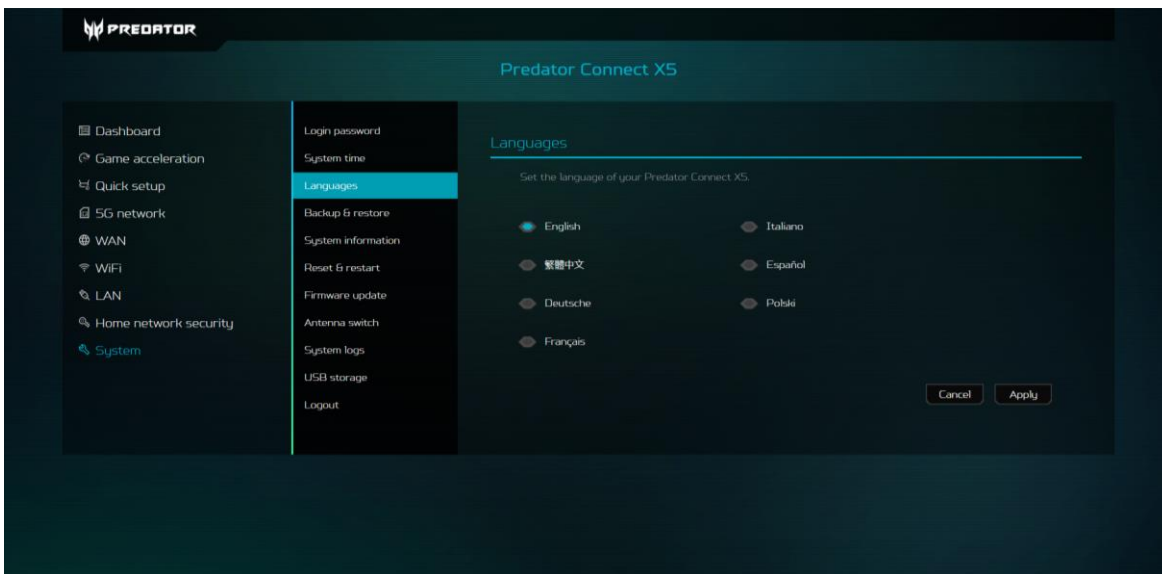 PREDATOR
Predator Connect X5
Dashboard
Game acceleration
Quick setup
5G network
WAN
WiFi
LAN
Home network security
System
Login password
System time
Languages
Backup & restore
System information
Reset & restart
Firmware update
Antenna switch
System logs
USB storage
Logout
Languages
Set the language of your Predator Connect X5.
English
Italiano
繁體中文
Español
Deutsche
Polski
Français
Cancel
Apply